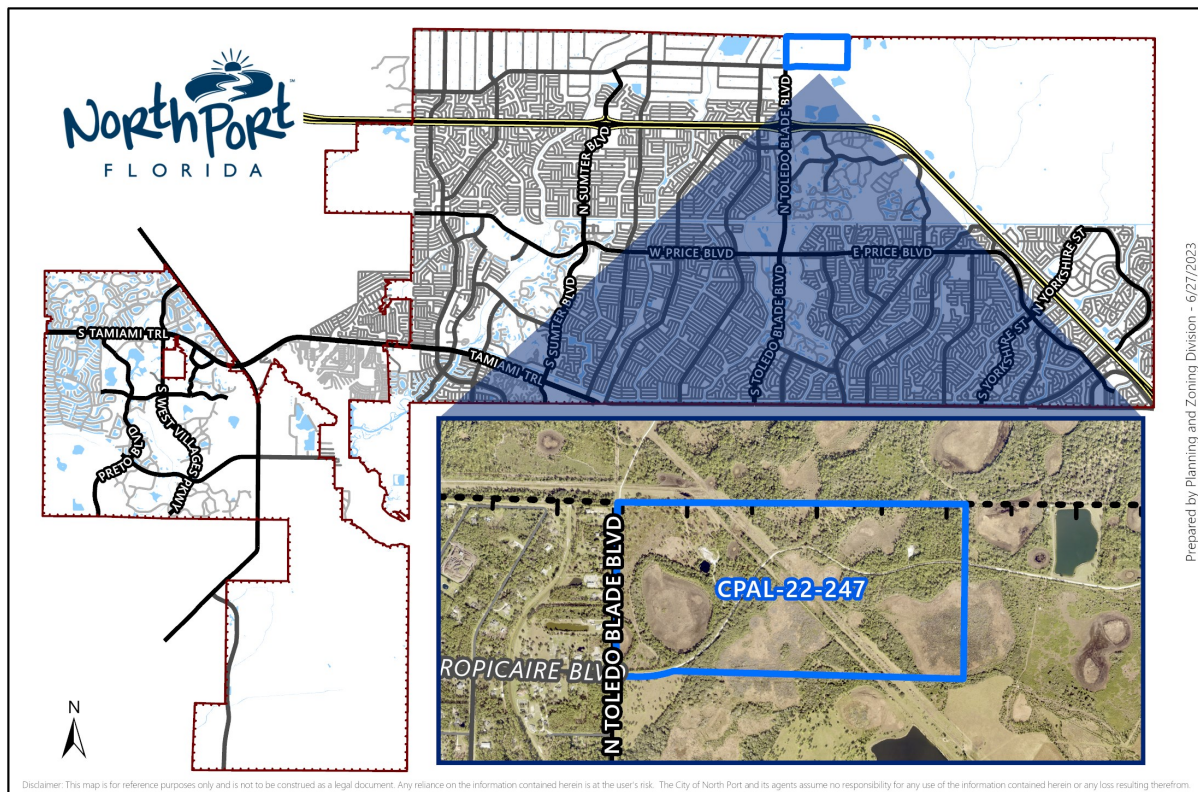 NorthPort
FLORIDA
N TOLEDO BLADE BLVD
N SUMTER BLVD
W PRICE BLVD
E PRICE BLVD
N YORKSHIRE ST
S TAMIAMI TRL
TAMIAMI TRL
S SUMTER BLVD
S TOLEDO BLADE BLVD
S YORKSHIRE ST
S WEST VILLAGES PKWY
PRETO BLVD
N
N TOLEDO BLADE BLVD
CPAL-22-247
ROPICAIRE BLV
Prepared by Planning and Zoning Division - 6/27/2023
Disclaimer: This map is for reference purposes only and is not to be construed as a legal document. Any reliance on the information contained herein is at the user's risk. The City of North Port and its agents assume no responsibility for any use of the information contained herein or any loss resulting therefrom.